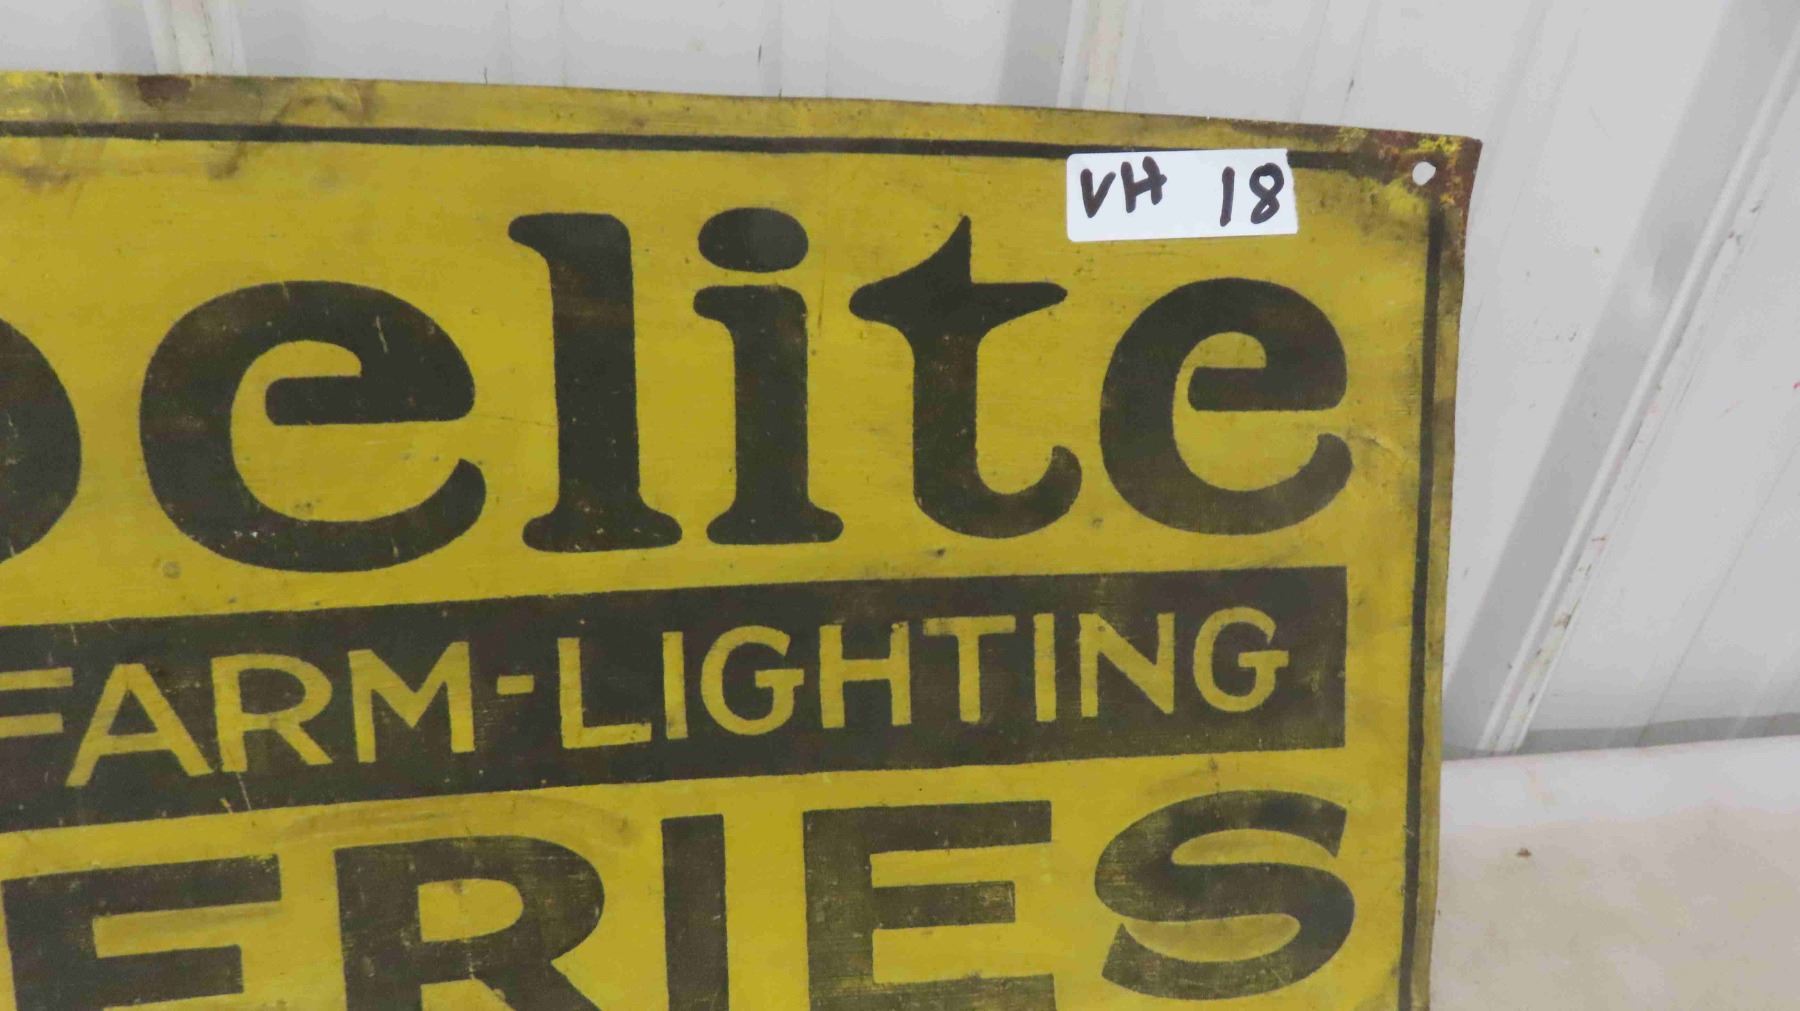 VH 18
elite
FARM-LIGHTING
ERIES